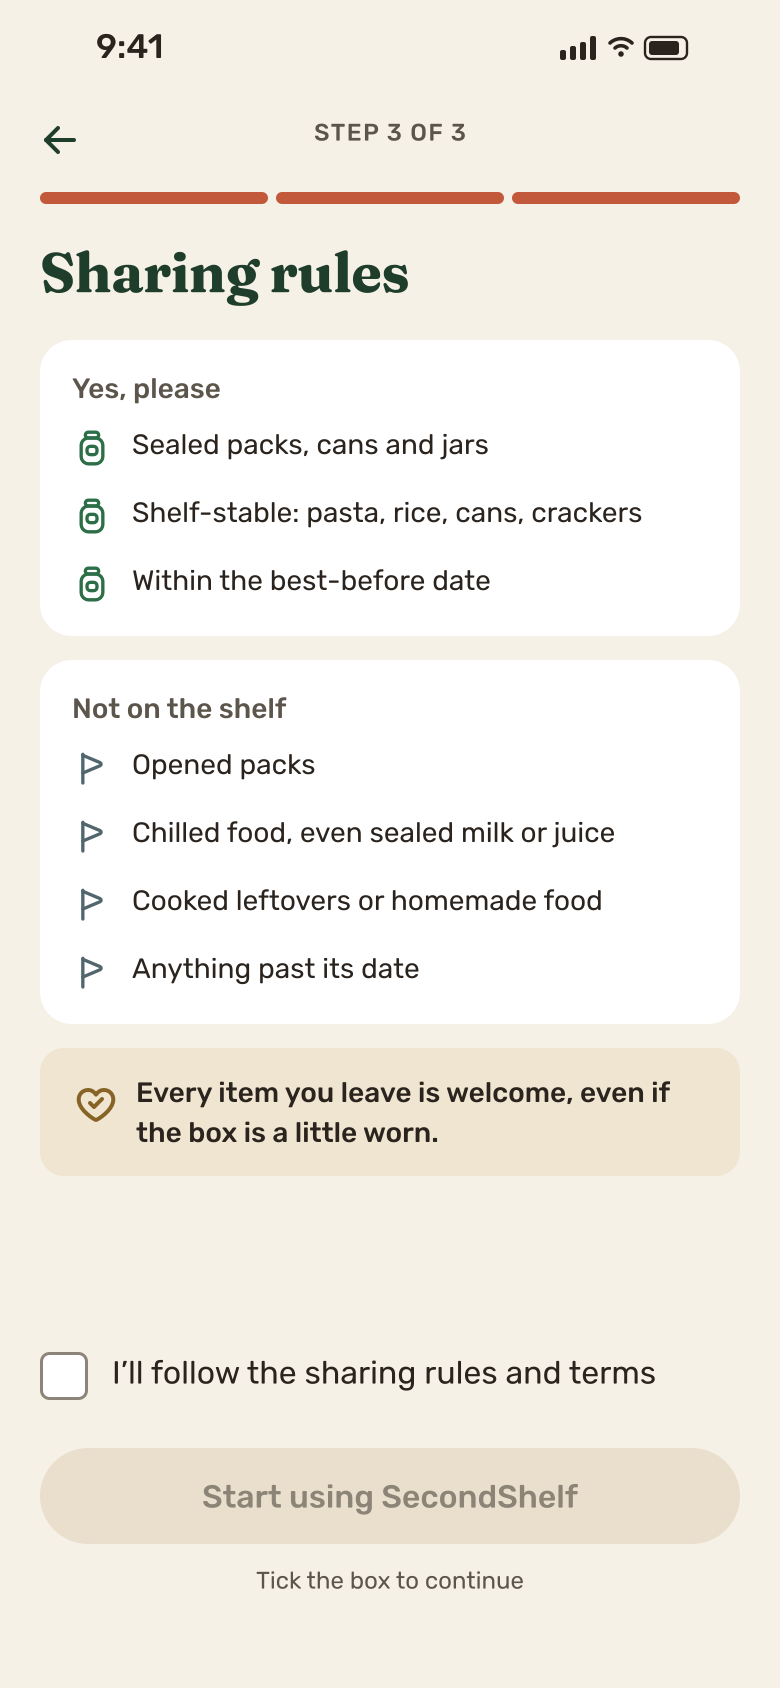 9:41
STEP 3 OF 3
Sharing rules
Yes, please
Sealed packs, cans and jars
Shelf-stable: pasta, rice, cans, crackers
Within the best-before date
Not on the shelf
Opened packs
Chilled food, even sealed milk or juice
Cooked leftovers or homemade food
Anything past its date
Every item you leave is welcome, even if
the box is a little worn.
I’ll follow the sharing rules and terms
Start using SecondShelf
Tick the box to continue